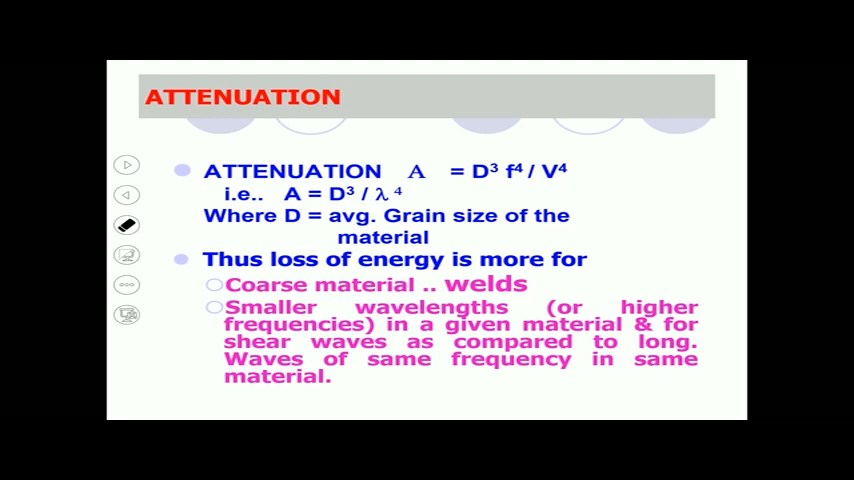 ATTENUATION
ATTENUATION A = D³ f⁴ / V⁴
i.e.. A = D³ / λ ⁴
Where D = avg. Grain size of the
material
Thus loss of energy is more for
Coarse material .. welds
Smaller wavelengths (or higher
frequencies) in a given material & for
shear waves as compared to long.
Waves of same frequency in same
material.